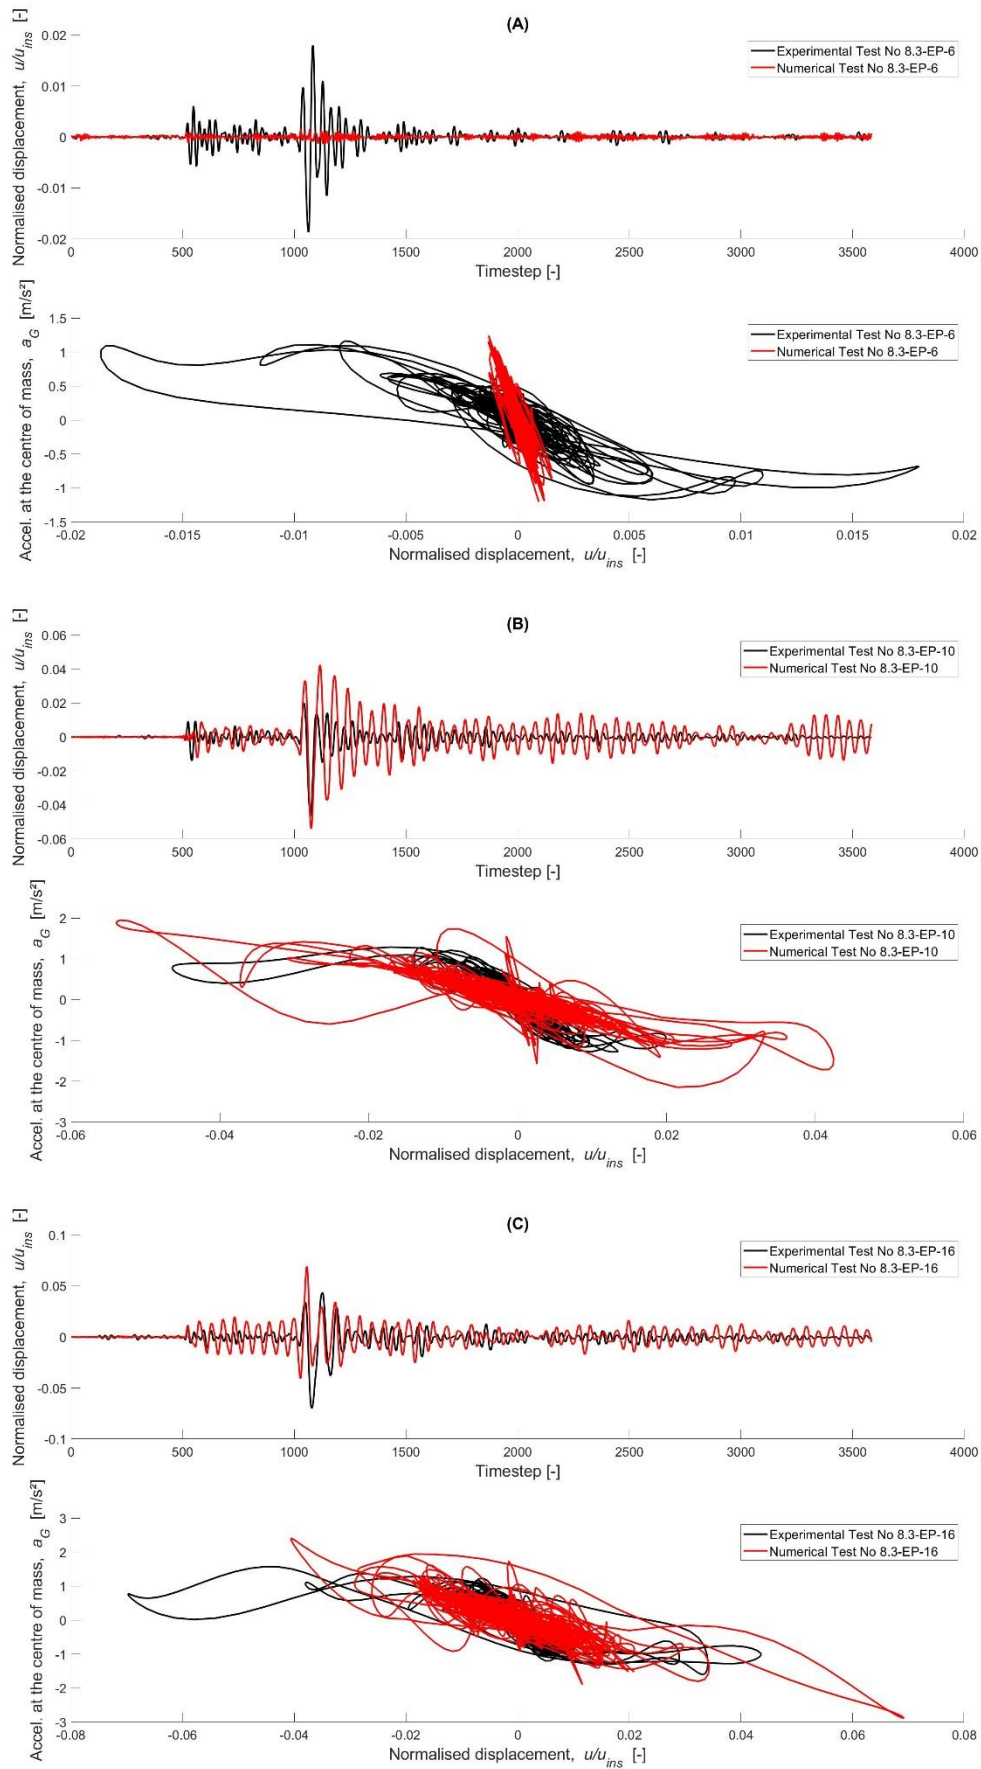 (A)
Normalised displacement, u/u_ins [-]
0.02
0.01
0
-0.01
-0.02
Experimental Test No 8.3-EP-6
Numerical Test No 8.3-EP-6
0 500 1000 1500 2000 2500 3000 3500 4000
Timestep [-]
Accel. at the centre of mass, a_G [m/s²]
1.5
1
0.5
0
-0.5
-1
-1.5
Experimental Test No 8.3-EP-6
Numerical Test No 8.3-EP-6
-0.02 -0.015 -0.01 -0.005 0 0.005 0.01 0.015 0.02
Normalised displacement, u/u_ins [-]
(B)
Normalised displacement, u/u_ins [-]
0.06
0.04
0.02
0
-0.02
-0.04
-0.06
Experimental Test No 8.3-EP-10
Numerical Test No 8.3-EP-10
0 500 1000 1500 2000 2500 3000 3500 4000
Timestep [-]
Accel. at the centre of mass, a_G [m/s²]
2
1
0
-1
-2
-3
Experimental Test No 8.3-EP-10
Numerical Test No 8.3-EP-10
-0.06 -0.04 -0.02 0 0.02 0.04 0.06
Normalised displacement, u/u_ins [-]
(C)
Normalised displacement, u/u_ins [-]
0.1
0.05
0
-0.05
-0.1
Experimental Test No 8.3-EP-16
Numerical Test No 8.3-EP-16
0 500 1000 1500 2000 2500 3000 3500 4000
Timestep [-]
Accel. at the centre of mass, a_G [m/s²]
3
2
1
0
-1
-2
-3
Experimental Test No 8.3-EP-16
Numerical Test No 8.3-EP-16
-0.08 -0.06 -0.04 -0.02 0 0.02 0.04 0.06 0.08
Normalised displacement, u/u_ins [-]